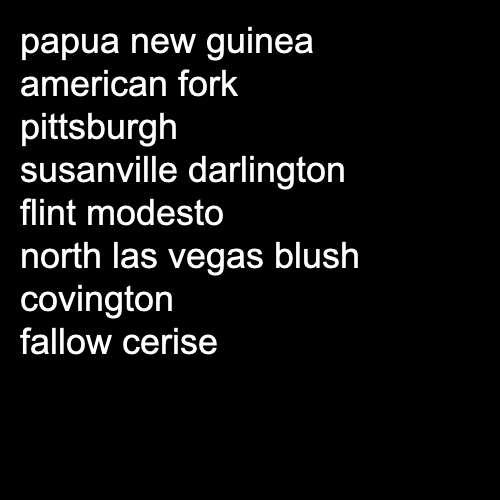 papua new guinea
american fork
pittsburgh
susanville darlington
flint modesto
north las vegas blush
covington
fallow cerise